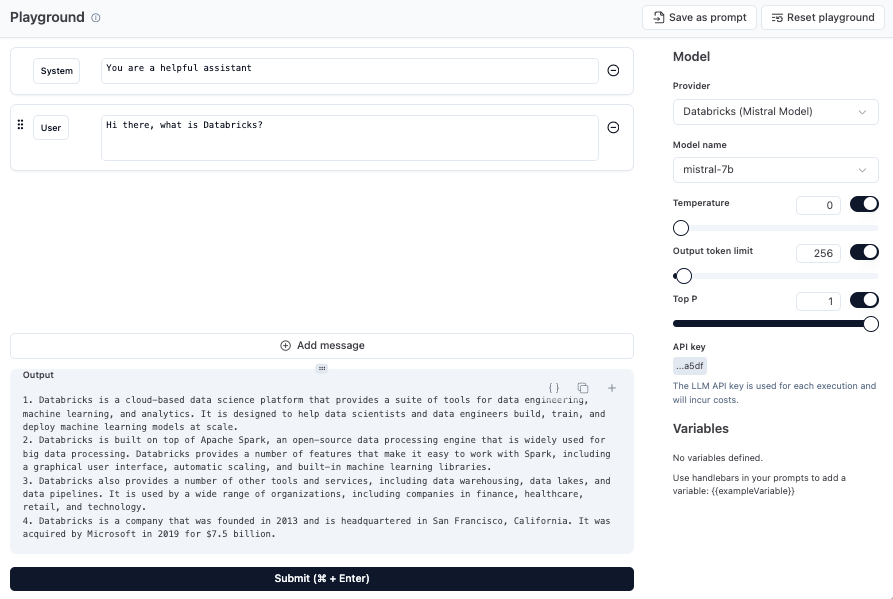 Playground
Save as prompt
Reset playground
System
You are a helpful assistant
User
Hi there, what is Databricks?
Add message
Output
1. Databricks is a cloud-based data science platform that provides a suite of tools for data engineering,
machine learning, and analytics. It is designed to help data scientists and data engineers build, train, and
deploy machine learning models at scale.
2. Databricks is built on top of Apache Spark, an open-source data processing engine that is widely used for
big data processing. Databricks provides a number of features that make it easy to work with Spark, including
a graphical user interface, automatic scaling, and built-in machine learning libraries.
3. Databricks also provides a number of other tools and services, including data warehousing, data lakes, and
data pipelines. It is used by a wide range of organizations, including companies in finance, healthcare,
retail, and technology.
4. Databricks is a company that was founded in 2013 and is headquartered in San Francisco, California. It was
acquired by Microsoft in 2019 for $7.5 billion.
Submit (⌘ + Enter)
Model
Provider
Databricks (Mistral Model)
Model name
mistral-7b
Temperature
0
Output token limit
256
Top P
1
API key
...a5df
The LLM API key is used for each execution and
will incur costs.
Variables
No variables defined.
Use handlebars in your prompts to add a
variable: {{exampleVariable}}